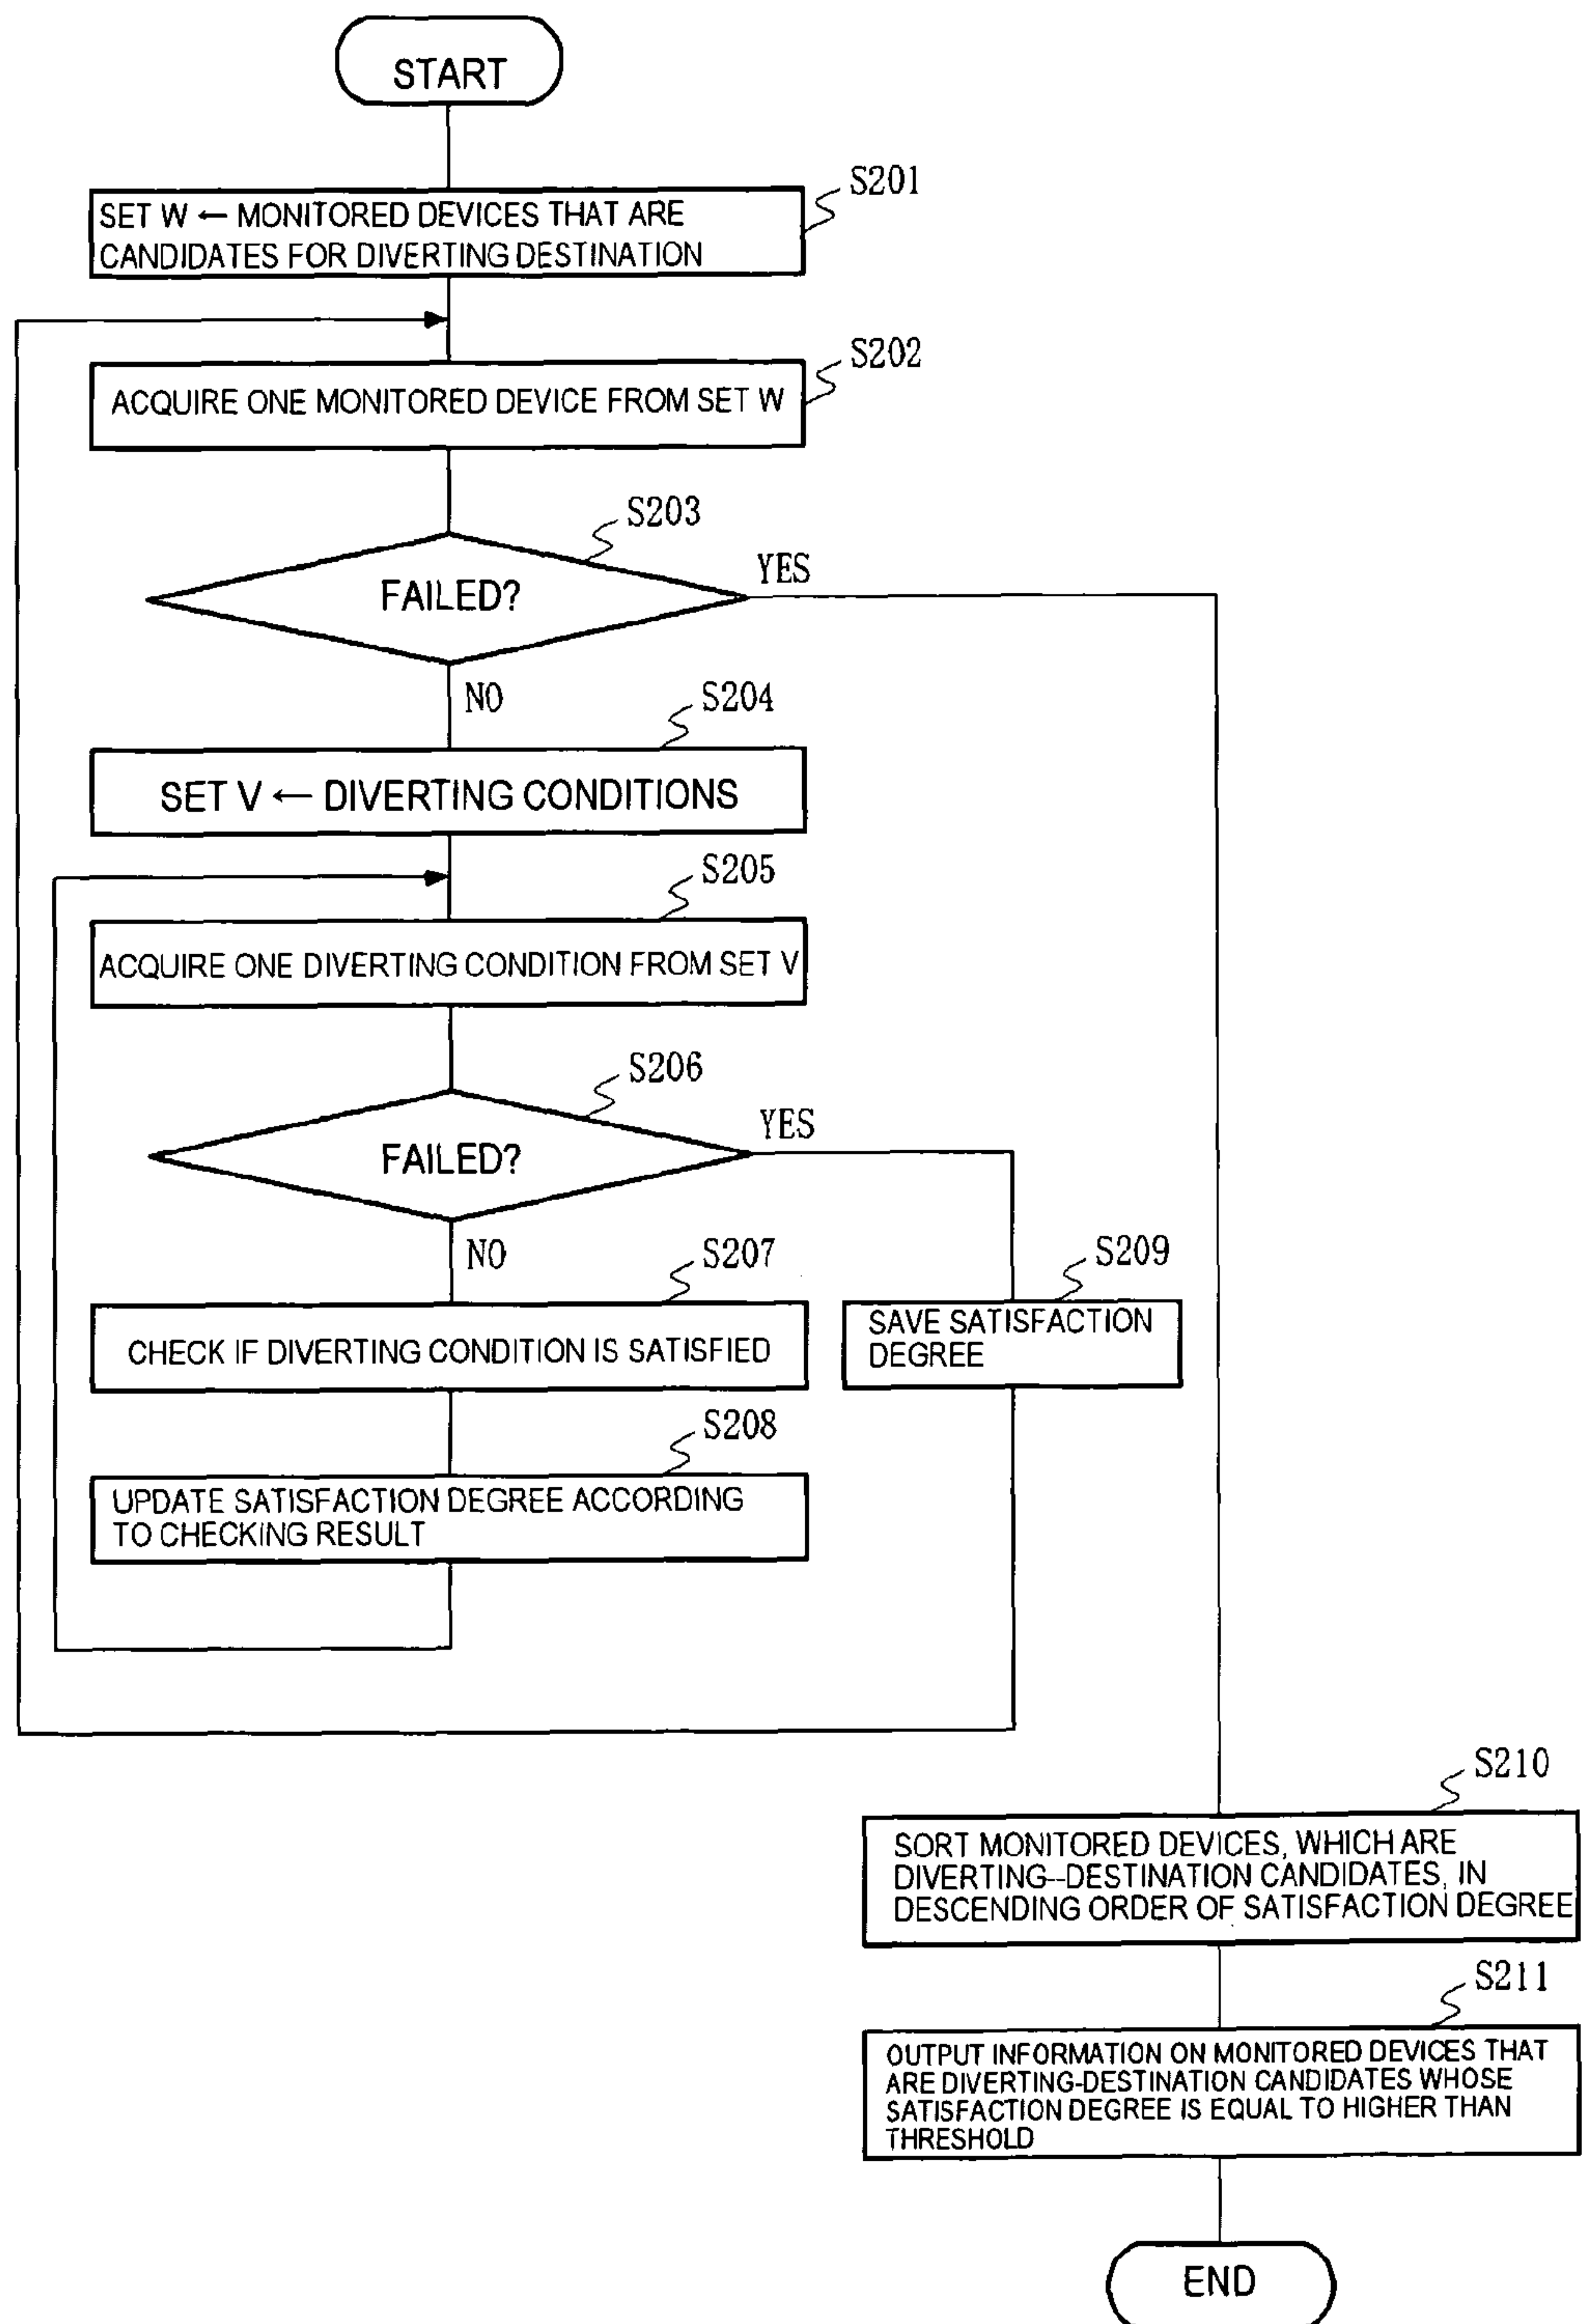 START
S201
SET W ← MONITORED DEVICES THAT ARE
CANDIDATES FOR DIVERTING DESTINATION
S202
ACQUIRE ONE MONITORED DEVICE FROM SET W
S203
FAILED?
YES
NO
S204
SET V ← DIVERTING CONDITIONS
S205
ACQUIRE ONE DIVERTING CONDITION FROM SET V
S206
FAILED?
YES
NO
S207
CHECK IF DIVERTING CONDITION IS SATISFIED
S209
SAVE SATISFACTION
DEGREE
S208
UPDATE SATISFACTION DEGREE ACCORDING
TO CHECKING RESULT
S210
SORT MONITORED DEVICES, WHICH ARE
DIVERTING--DESTINATION CANDIDATES, IN
DESCENDING ORDER OF SATISFACTION DEGREE
S211
OUTPUT INFORMATION ON MONITORED DEVICES THAT
ARE DIVERTING-DESTINATION CANDIDATES WHOSE
SATISFACTION DEGREE IS EQUAL TO HIGHER THAN
THRESHOLD
END